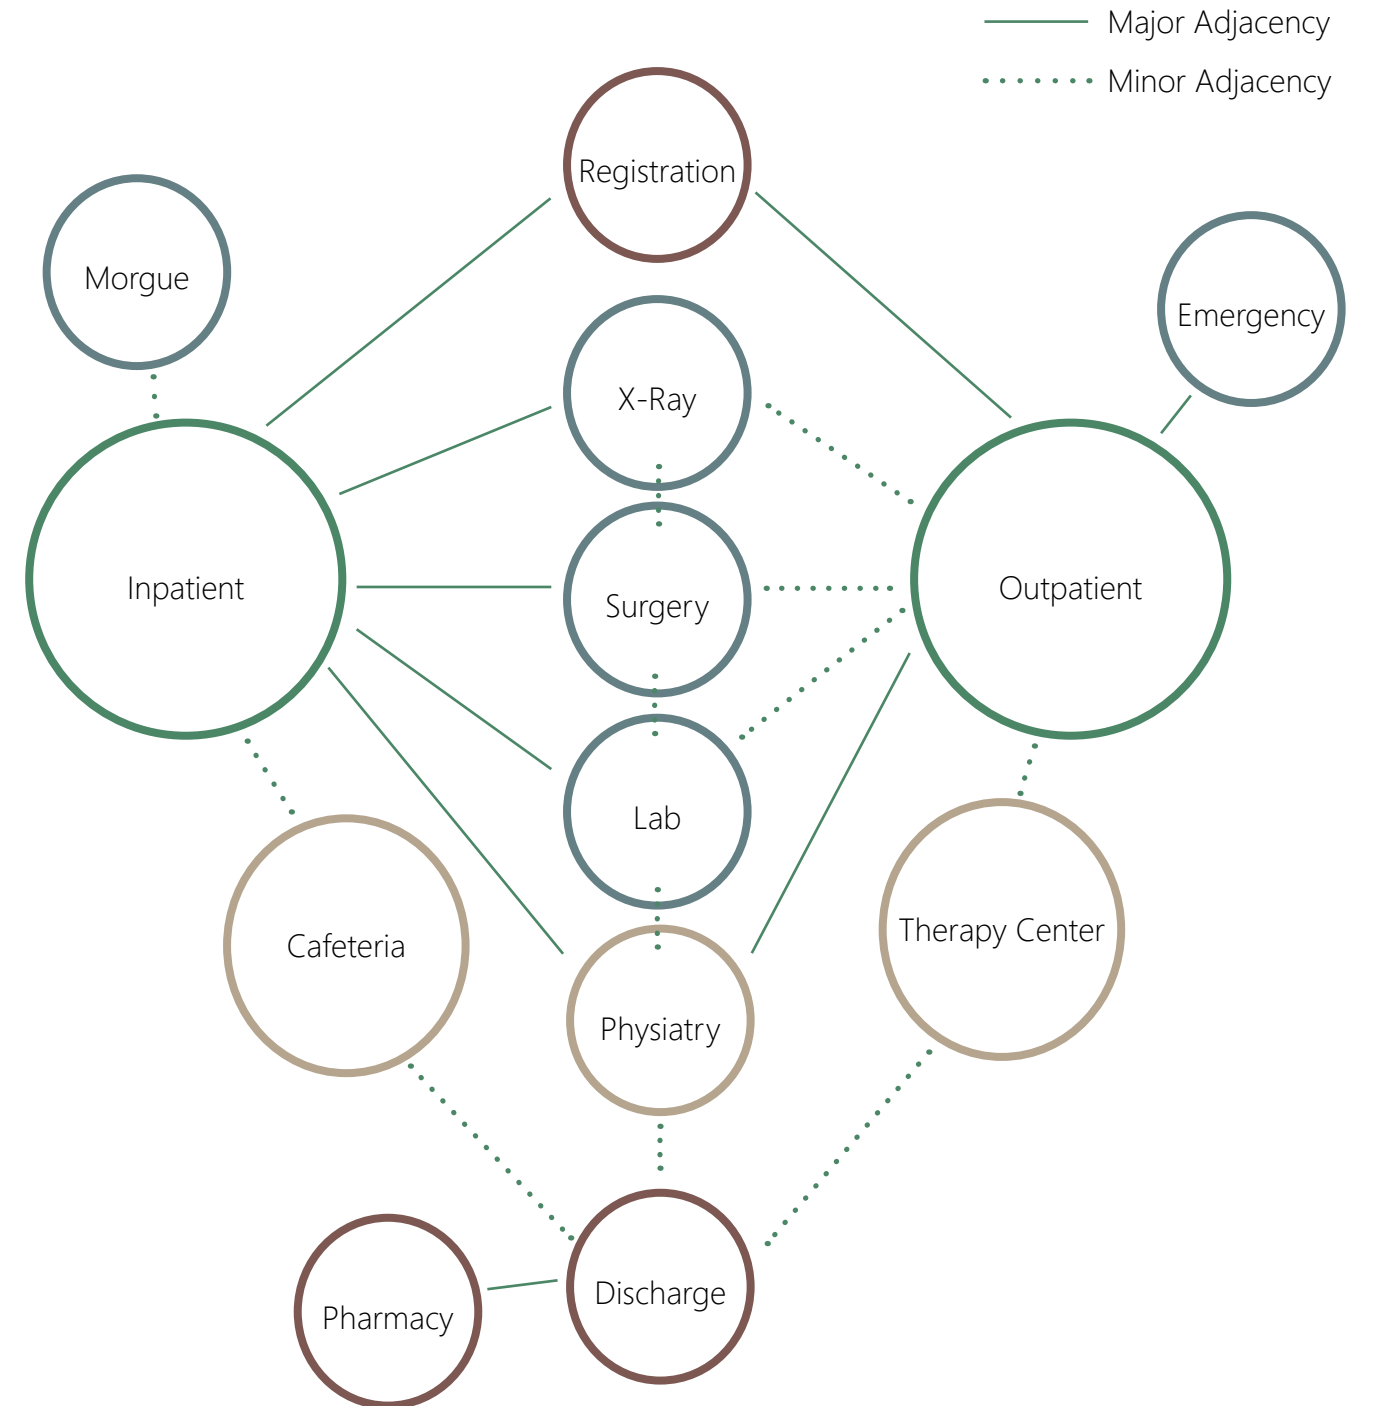 Major Adjacency
Minor Adjacency
Registration
Morgue
Emergency
X-Ray
Inpatient
Surgery
Outpatient
Lab
Cafeteria
Therapy Center
Physiatry
Pharmacy
Discharge